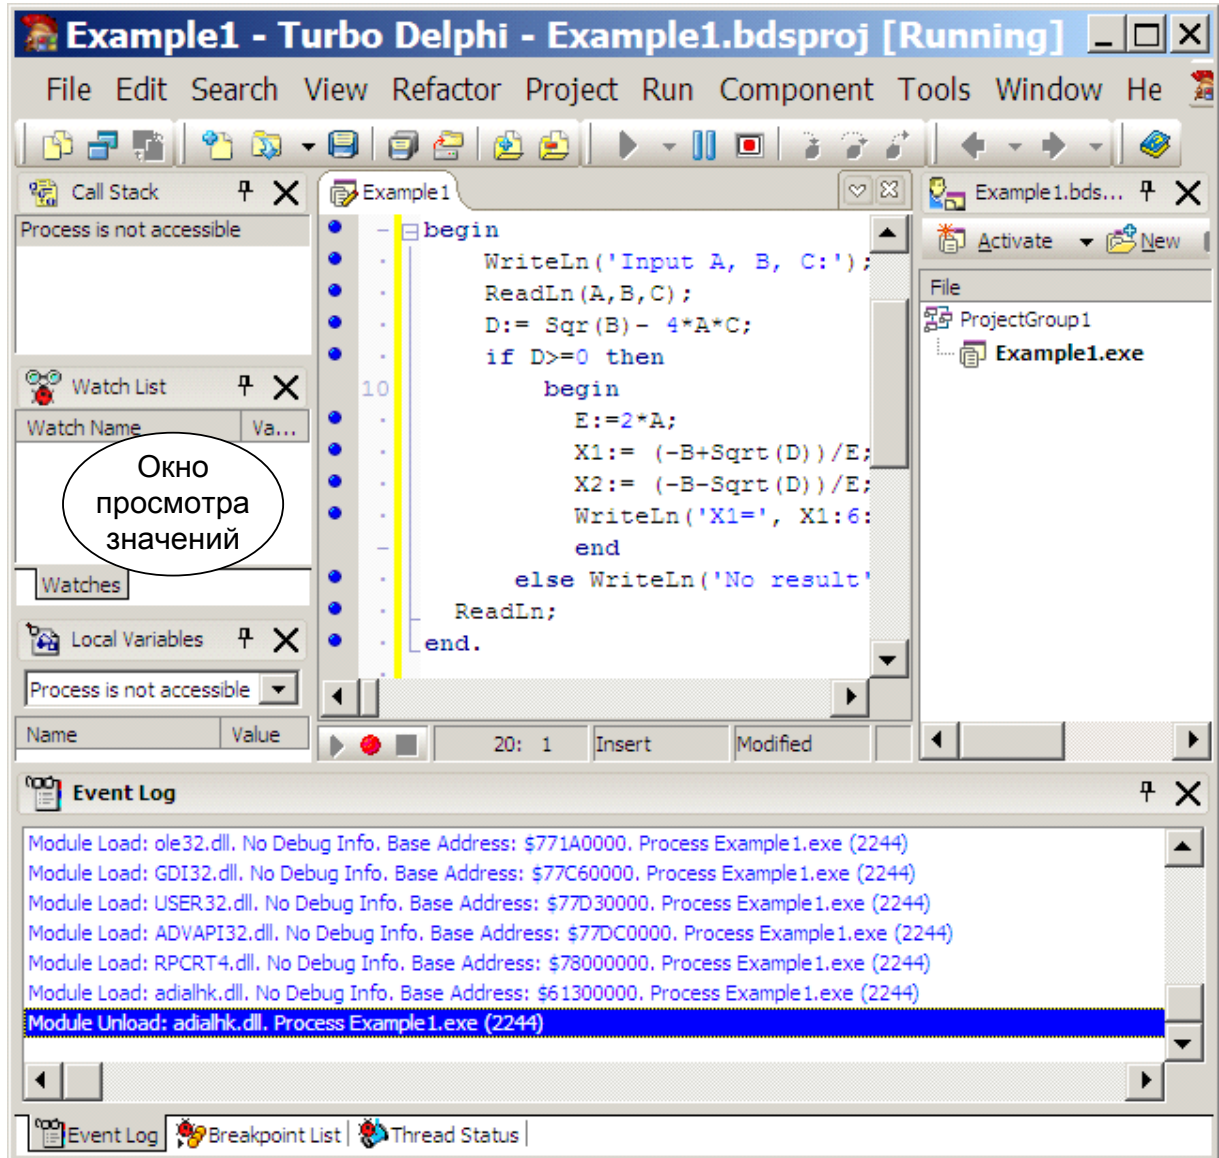 Example1 - Turbo Delphi - Example1.bdsproj [Running]
File Edit Search View Refactor Project Run Component Tools Window He
Call Stack
Process is not accessible
Watch List
Watch Name Va...
Окно
просмотра
значений
Watches
Local Variables
Process is not accessible
Name Value
Example1
begin
WriteLn('Input A, B, C:');
ReadLn(A,B,C);
D:= Sqr(B)- 4*A*C;
if D>=0 then
10 begin
E:=2*A;
X1:= (-B+Sqrt(D))/E;
X2:= (-B-Sqrt(D))/E;
WriteLn('X1=', X1:6:
end
else WriteLn('No result'
ReadLn;
end.
20: 1 Insert Modified
Example1.bds...
Activate New
File
ProjectGroup1
Example1.exe
Event Log
Module Load: ole32.dll. No Debug Info. Base Address: $771A0000. Process Example1.exe (2244)
Module Load: GDI32.dll. No Debug Info. Base Address: $77C60000. Process Example1.exe (2244)
Module Load: USER32.dll. No Debug Info. Base Address: $77D30000. Process Example1.exe (2244)
Module Load: ADVAPI32.dll. No Debug Info. Base Address: $77DC0000. Process Example1.exe (2244)
Module Load: RPCRT4.dll. No Debug Info. Base Address: $78000000. Process Example1.exe (2244)
Module Load: adialhk.dll. No Debug Info. Base Address: $61300000. Process Example1.exe (2244)
Module Unload: adialhk.dll. Process Example1.exe (2244)
Event Log Breakpoint List Thread Status